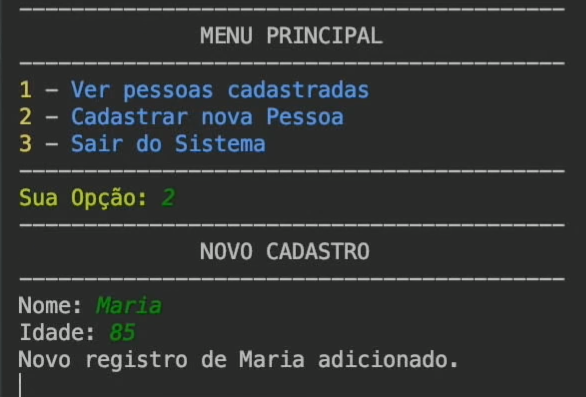 ------------------------------------------
MENU PRINCIPAL
------------------------------------------
1 - Ver pessoas cadastradas
2 - Cadastrar nova Pessoa
3 - Sair do Sistema
------------------------------------------
Sua Opção: 2
------------------------------------------
NOVO CADASTRO
------------------------------------------
Nome: Maria
Idade: 85
Novo registro de Maria adicionado.